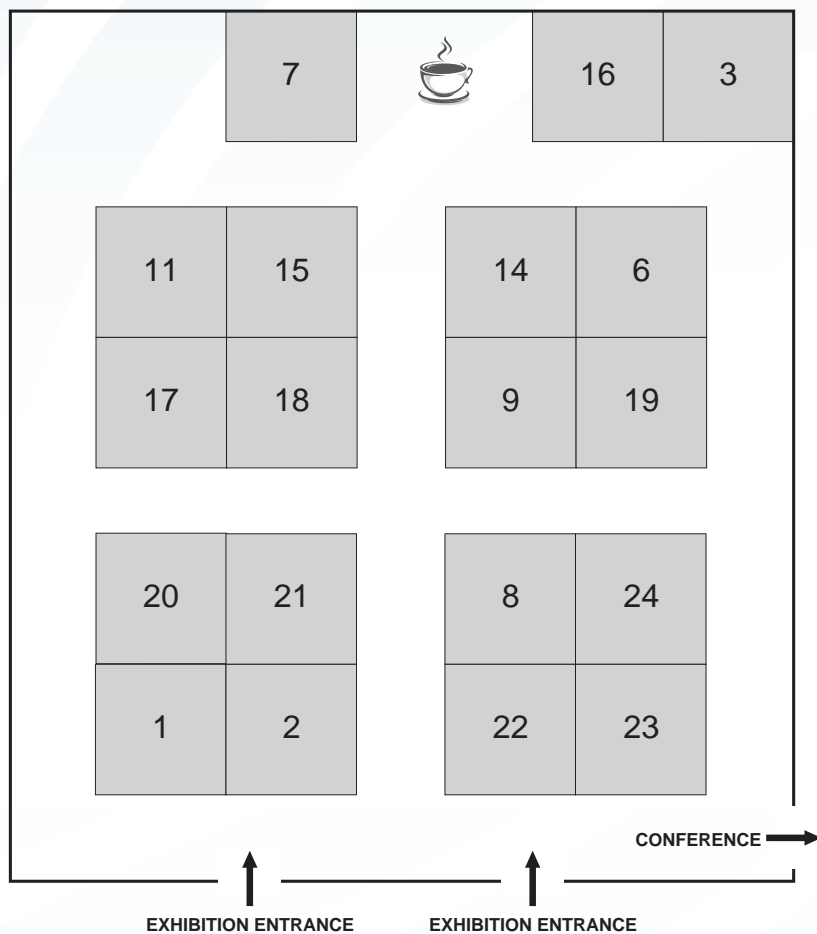 7 16 3
11 15 14 6
17 18 9 19
20 21 8 24
1 2 22 23
CONFERENCE
EXHIBITION ENTRANCE EXHIBITION ENTRANCE